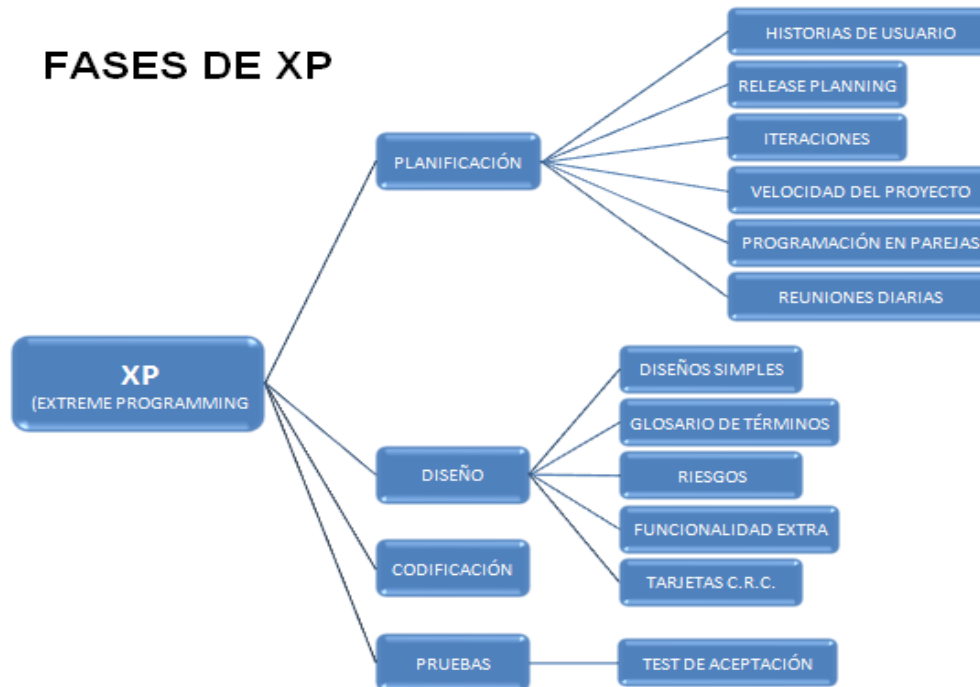 FASES DE XP
HISTORIAS DE USUARIO
RELEASE PLANNING
ITERACIONES
PLANIFICACIÓN
VELOCIDAD DEL PROYECTO
PROGRAMACIÓN EN PAREJAS
REUNIONES DIARIAS
XP
(EXTREME PROGRAMMING
DISEÑOS SIMPLES
GLOSARIO DE TÉRMINOS
DISEÑO
RIESGOS
FUNCIONALIDAD EXTRA
TARJETAS C.R.C.
CODIFICACIÓN
PRUEBAS
TEST DE ACEPTACIÓN